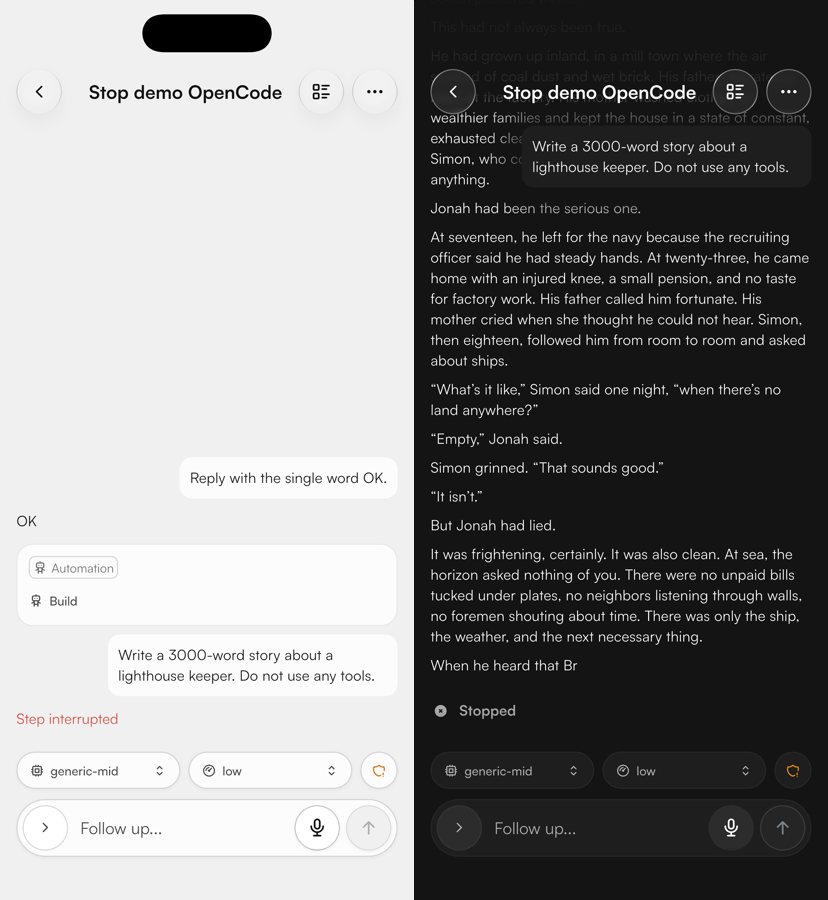 Stop demo OpenCode
Reply with the single word OK.
OK
Automation
Build
Write a 3000-word story about a
lighthouse keeper. Do not use any tools.
Step interrupted
generic-mid
low
Follow up...
This had not always been true.
He had grown up inland, in a mill town where the air
of coal dust and wet brick. His father
Stop demo OpenCode
wealthier families and kept the house in a state of constant,
exhausted
Simon, who
anything.
Write a 3000-word story about a
lighthouse keeper. Do not use any tools.
Jonah had been the serious one.
At seventeen, he left for the navy because the recruiting
officer said he had steady hands. At twenty-three, he came
home with an injured knee, a small pension, and no taste
for factory work. His father called him fortunate. His
mother cried when she thought he could not hear. Simon,
then eighteen, followed him from room to room and asked
about ships.
“What’s it like,” Simon said one night, “when there’s no
land anywhere?”
“Empty,” Jonah said.
Simon grinned. “That sounds good.”
“It isn’t.”
But Jonah had lied.
It was frightening, certainly. It was also clean. At sea, the
horizon asked nothing of you. There were no unpaid bills
tucked under plates, no neighbors listening through walls,
no foremen shouting about time. There was only the ship,
the weather, and the next necessary thing.
When he heard that Br
Stopped
generic-mid
low
Follow up...